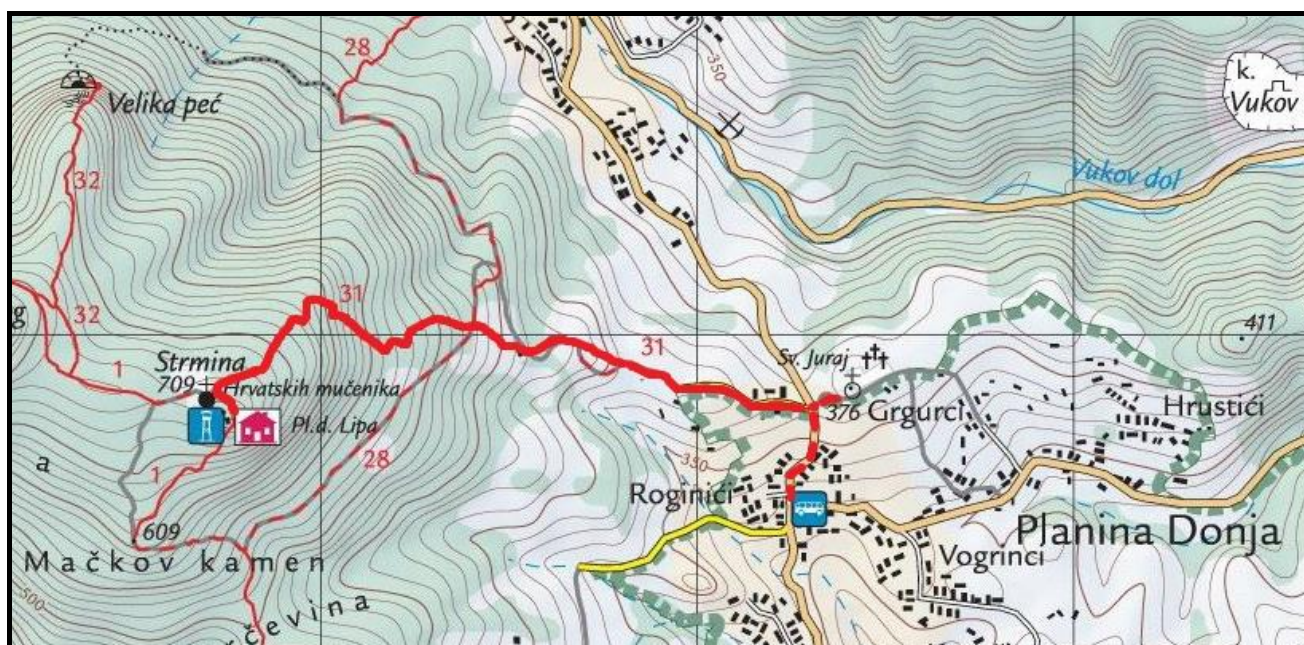 28
350
k.
Vukov
Velika peć
32
Vukov dol
31
32
g
31
411
Sv. Juraj
Strmina
1
709
Hrvatskih mučenika
376 Grgurci
Hrustići
Pl.d. Lipa
a
28
350
1
Roginići
609
Planina Donja
Vogrinci
Mačkov kamen
500
čevina